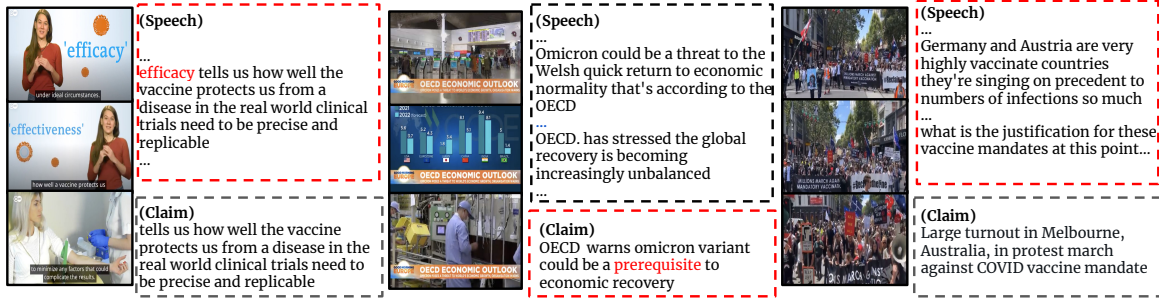 'efficacy'
under ideal circumstances.
'effectiveness'
how well a vaccine protects us
to minimize any factors that could
complicate the results.
(Speech)
...
efficacy tells us how well the
vaccine protects us from a
disease in the real world clinical
trials need to be precise and
replicable
...
(Claim)
tells us how well the vaccine
protects us from a disease in the
real world clinical trials need to
be precise and replicable
OECD ECONOMIC OUTLOOK
2021
2022 forecast
OECD ECONOMIC OUTLOOK
OECD ECONOMIC OUTLOOK
(Speech)
...
Omicron could be a threat to the
Welsh quick return to economic
normality that's according to the
OECD
...
OECD. has stressed the global
recovery is becoming
increasingly unbalanced
...
(Claim)
OECD warns omicron variant
could be a prerequisite to
economic recovery
MILLIONS MARCH AGAINST
MANDATORY VACCINATION
(Speech)
...
Germany and Austria are very
highly vaccinate countries
they're singing on precedent to
numbers of infections so much
...
what is the justification for these
vaccine mandates at this point...
(Claim)
Large turnout in Melbourne,
Australia, in protest march
against COVID vaccine mandate